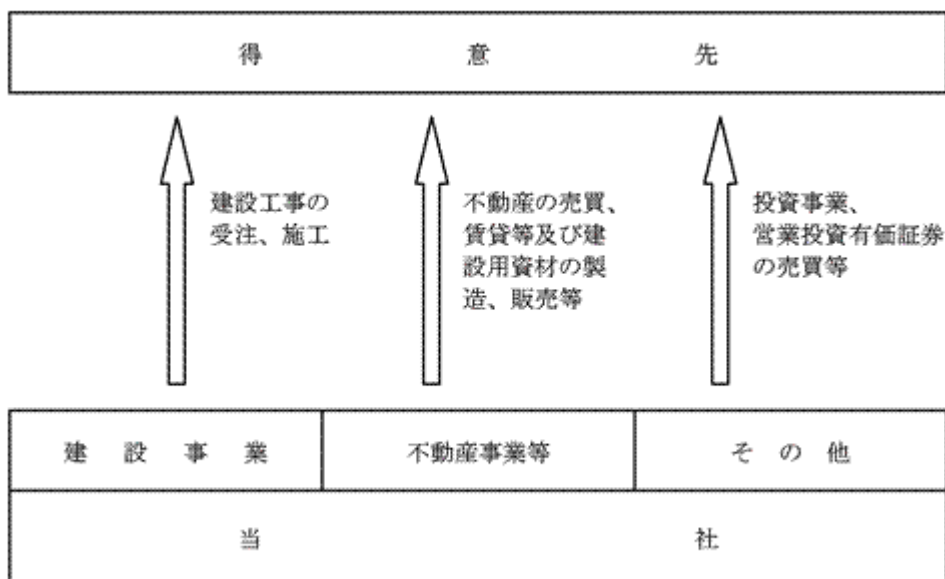 得意先
建設工事の
受注、施工
不動産の売買、
賃貸等及び建
設用資材の製
造、販売等
投資事業、
営業投資有価証券
の売買等
建設事業
不動産事業等
その他
当社